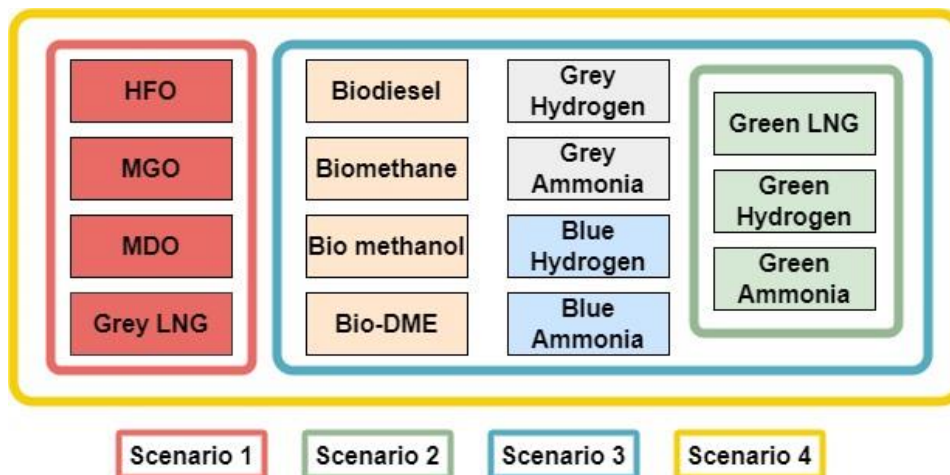 HFO
MGO
MDO
Grey LNG
Biodiesel
Biomethane
Bio methanol
Bio-DME
Grey
Hydrogen
Grey
Ammonia
Blue
Hydrogen
Blue
Ammonia
Green LNG
Green
Hydrogen
Green
Ammonia
Scenario 1
Scenario 2
Scenario 3
Scenario 4